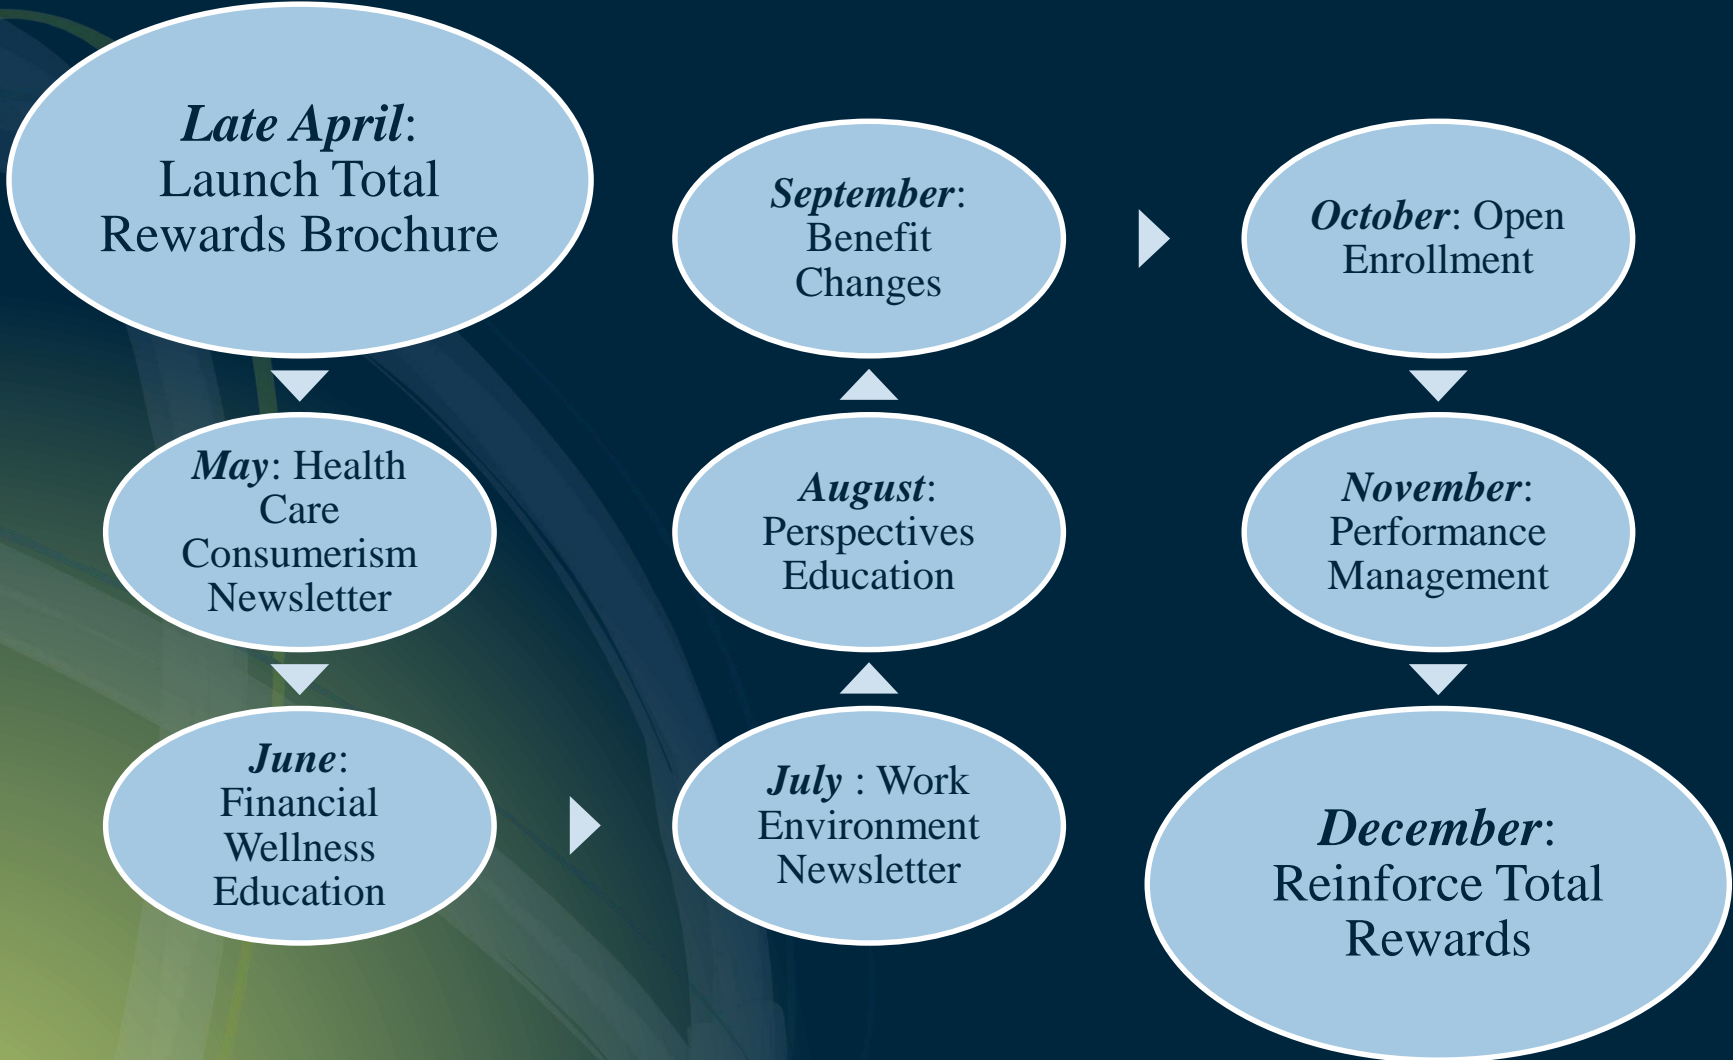 Late April:
Launch Total
Rewards Brochure
May: Health
Care
Consumerism
Newsletter
June:
Financial
Wellness
Education
July : Work
Environment
Newsletter
August:
Perspectives
Education
September:
Benefit
Changes
October: Open
Enrollment
November:
Performance
Management
December:
Reinforce Total
Rewards